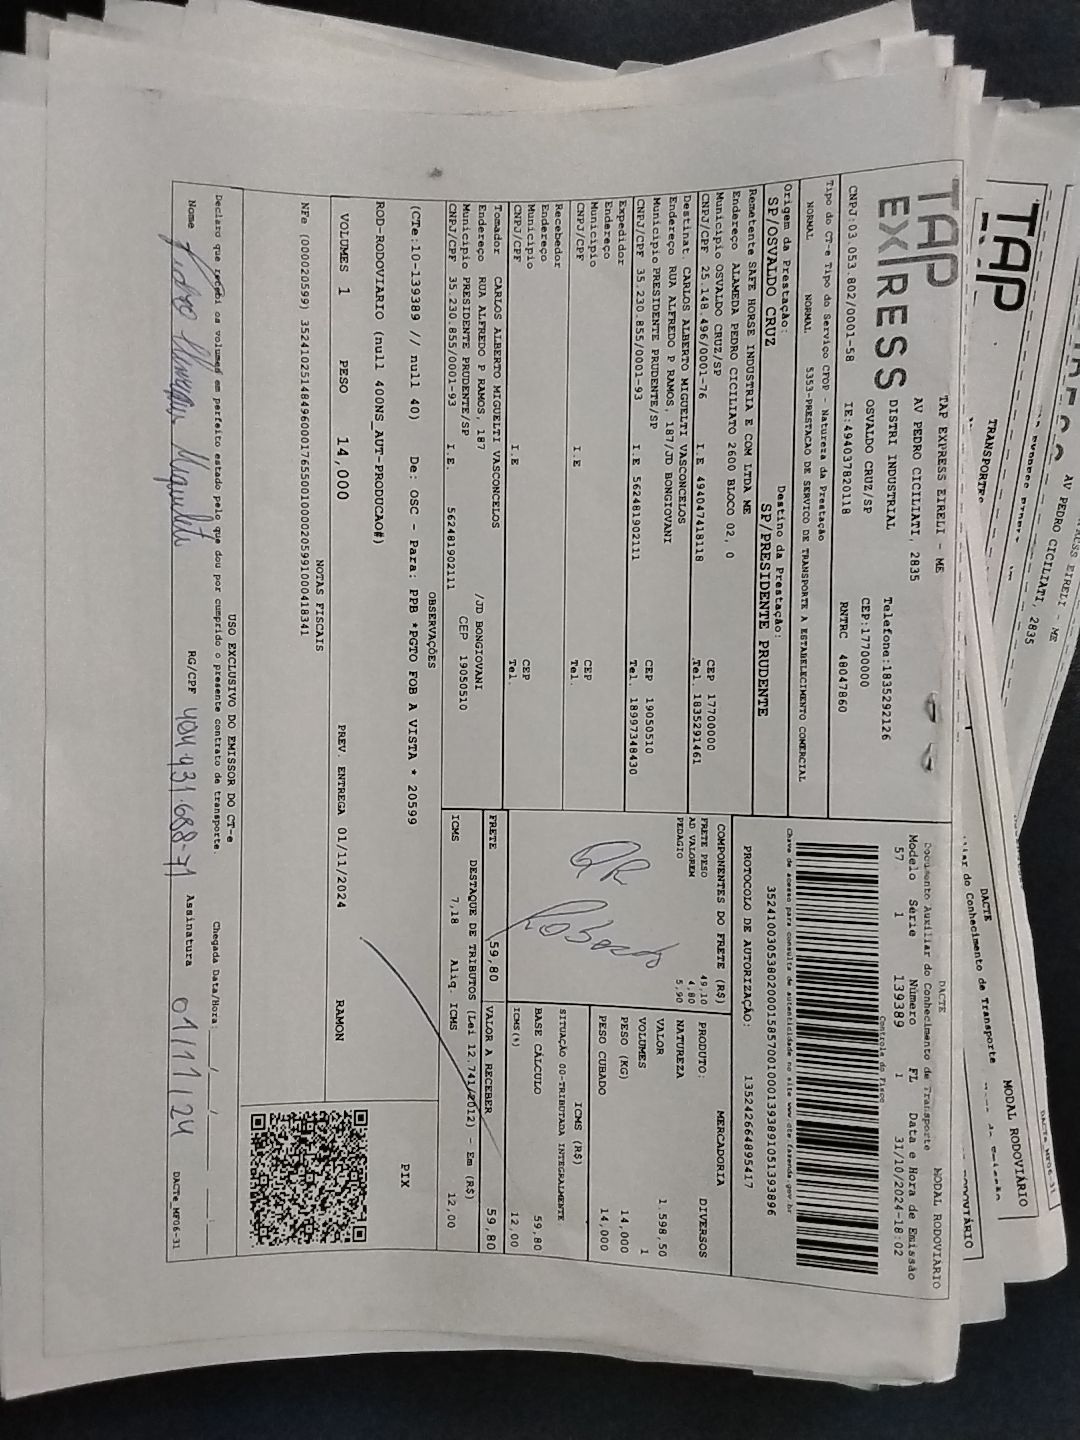 TAP
EXPRESS
TAP EXPRESS EIRELI - ME
AV PEDRO CICILIATI, 2835
DISTRI INDUSTRIAL
OSVALDO CRUZ/SP
Telefone:1835292126
CEP:17700000
CNPJ:03.053.802/0001-58 IE:494037820118 RNTRC 48047860
Tipo do CT-e Tipo do Serviço CFOP - Natureza da Prestação
NORMAL NORMAL 5353-PRESTACAO DE SERVICO DE TRANSPORTE A ESTABELECIMENTO COMERCIAL
Origem da Prestação: Destino da Prestação:
SP/OSVALDO CRUZ SP/PRESIDENTE PRUDENTE
Remetente SAFE HORSE INDUSTRIA E COM LTDA ME
Endereço ALAMEDA PEDRO CICILIATO 2600 BLOCO 02, 0
Município OSVALDO CRUZ/SP CEP 17700000
CNPJ/CPF 25.148.496/0001-76 I.E 494047418118 Tel. 1835291461
Destinat. CARLOS ALBERTO MIGUELTI VASCONCELOS
Endereço RUA ALFREDO P RAMOS, 187/JD BONGIOVANI
Município PRESIDENTE PRUDENTE/SP CEP 19050510
CNPJ/CPF 35.230.855/0001-93 I.E 562481902111 Tel. 18997348430
Expedidor
Endereço
Município CEP
CNPJ/CPF I.E Tel.
Recebedor
Endereço
Município CEP
CNPJ/CPF I.E Tel.
Tomador CARLOS ALBERTO MIGUELTI VASCONCELOS
Endereço RUA ALFREDO P RAMOS, 187 /JD BONGIOVANI
Município PRESIDENTE PRUDENTE/SP CEP 19050510
CNPJ/CPF 35.230.855/0001-93 I.E. 562481902111
DACTE MODAL RODOVIÁRIO
Documento Auxiliar do Conhecimento de Transporte
Modelo Série Número FL Data e Hora de Emissão
57 1 139389 1 31/10/2024-18:02
Controle do Fisco
Chave de acesso para consulta de autenticidade no site www.cte.fazenda.gov.br
35241003053802000158570010001393891051393896
PROTOCOLO DE AUTORIZAÇÃO: 135242664895417
COMPONENTES DO FRETE (R$)
FRETE PESO 49,10
AD VALOREM 4,80
PEDAGIO 5,90
QR
Roberto
FRETE 59,80
MERCADORIA
PRODUTO: DIVERSOS
NATUREZA
VALOR 1.598,50
VOLUMES 1
PESO (KG) 14,000
PESO CUBADO 14,000
ICMS (R$)
SITUAÇÃO 00-TRIBUTADA INTEGRALMENTE
BASE CÁLCULO 59,80
ICMS(%) 12,00
VALOR A RECEBER 59,80
DESTAQUE DE TRIBUTOS (Lei 12.741/2012) - Em (R$)
ICMS 7,18 Aliq. ICMS 12,00
OBSERVAÇÕES
(CTe:10-139389 // null 40) De: OSC - Para: PPB *PGTO FOB A VISTA * 20599
ROD-RODOVIARIO (null 400NS_AUT-PRODUCAO#)
PIX
VOLUMES 1 PESO 14,000 PREV. ENTREGA 01/11/2024 RAMON
NOTAS FISCAIS
NFe (000020599) 35241025148496000176550010000205991000418341
USO EXCLUSIVO DO EMISSOR DO CT-e
Declaro que recebi os volumes em perfeito estado pelo que dou por cumprido o presente contrato de transporte. Chegada Data/Hora:
Nome Migueleti RG/CPF 404 431.688-71 Assinatura 01/11/24
DACTe_MF06-31
TAP
TRANSPORTE
AV PEDRO CICILIATI, 2835
DACTE
MODAL RODOVIÁRIO
DACTe_MF06-31